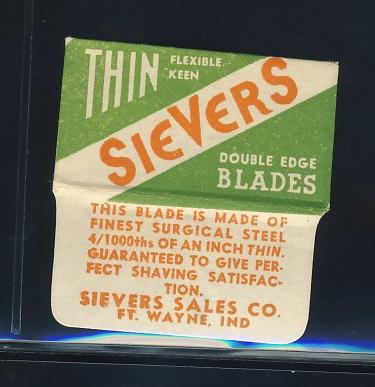 THIN FLEXIBLE
KEEN
SIEVERS
DOUBLE EDGE
BLADES
THIS BLADE IS MADE OF
FINEST SURGICAL STEEL
4/1000ths OF AN INCH THIN.
GUARANTEED TO GIVE PER-
FECT SHAVING SATISFAC-
TION.
SIEVERS SALES CO.
FT. WAYNE, IND